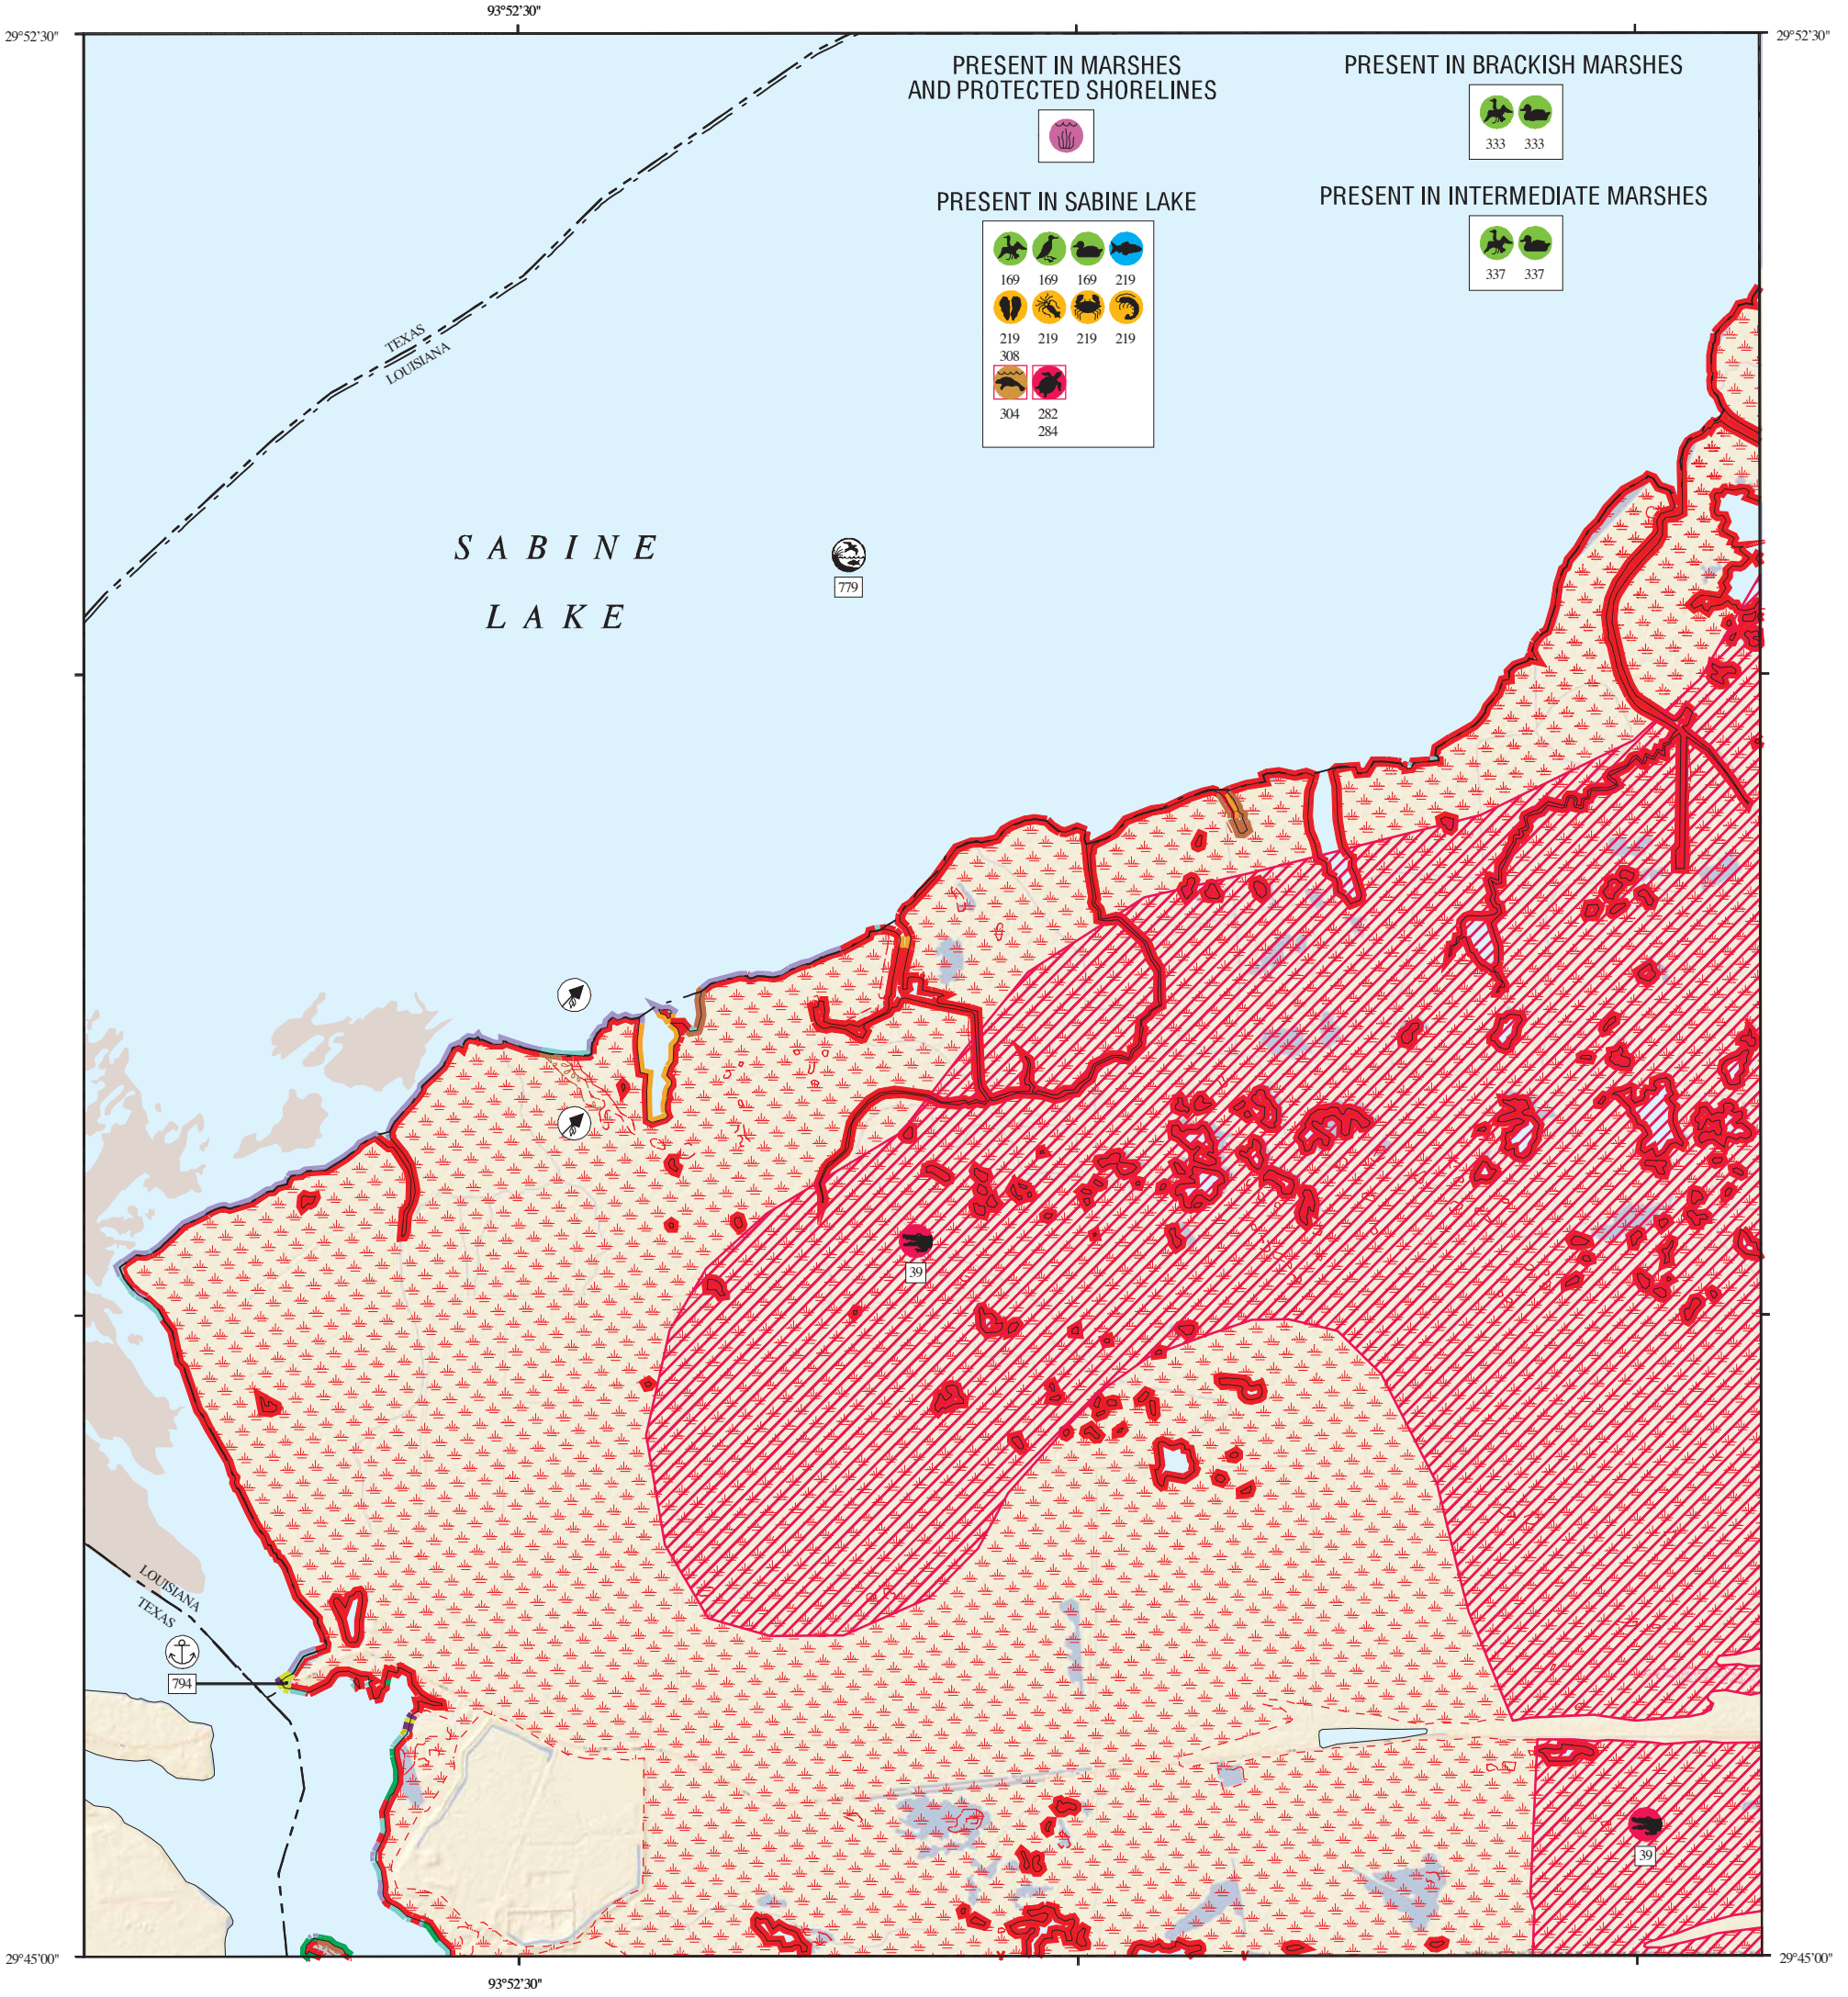 93°52'30"
29°52'30"
29°52'30"
PRESENT IN MARSHES
AND PROTECTED SHORELINES
PRESENT IN BRACKISH MARSHES
333 333
PRESENT IN SABINE LAKE
169 169 169 219
219 219 219 219
308
304 282
284
PRESENT IN INTERMEDIATE MARSHES
337 337
TEXAS
LOUISIANA
SABINE
LAKE
779
39
LOUISIANA
TEXAS
794
39
29°45'00"
29°45'00"
93°52'30"